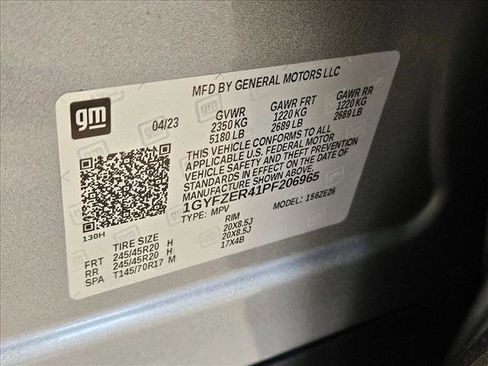 MFD BY GENERAL MOTORS LLC
gm
04/23
GVWR GAWR FRT GAWR RR
2350KG 1220 KG 1220 KG
5180 LB 2689 LB 2689 LB
THIS VEHICLE CONFORMS TO ALL
APPLICABLE U.S. FEDERAL MOTOR
VEHICLE SAFETY AND THEFT PREVENTION
STANDARDS IN EFFECT ON THE DATE OF
MANUFACTURE SHOWN ABOVE.
1GYFZER41PF206965
TYPE: MPV MODEL: 156ZE26
130H
TIRE SIZE RIM
FRT 245/45R20 H 20X8.5J
RR 245/45R20 H 20X8.5J
SPA T145/70R17 M 17X4B